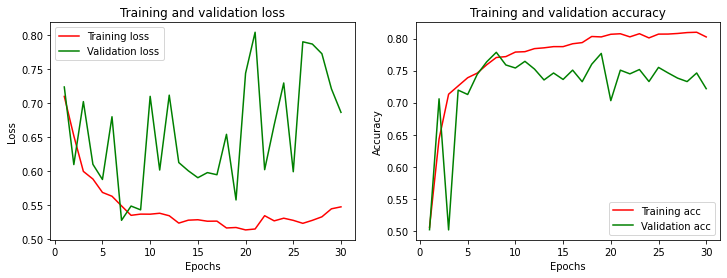 Training and validation loss
Training loss
Validation loss
0.80
0.75
0.70
0.65
0.60
0.55
0.50
Loss
0 5 10 15 20 25 30
Epochs
Training and validation accuracy
0.80
0.75
0.70
0.65
0.60
0.55
0.50
Accuracy
Training acc
Validation acc
0 5 10 15 20 25 30
Epochs